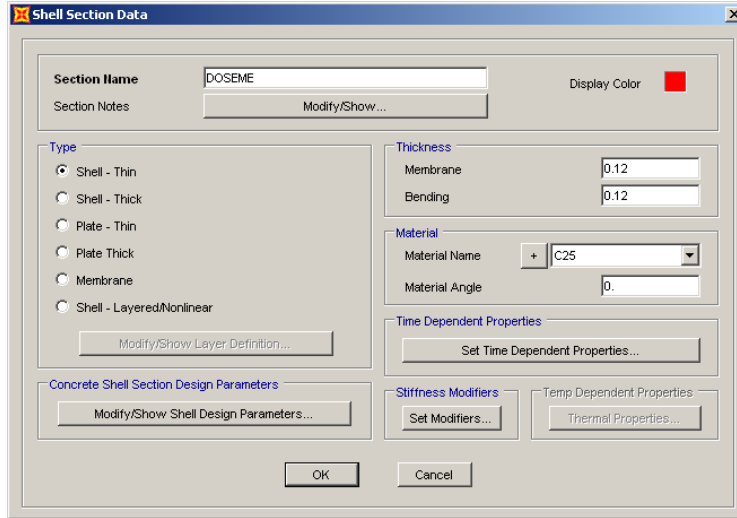 Shell Section Data
Section Name DOSEME Display Color
Section Notes Modify/Show...
Type
Shell - Thin
Shell - Thick
Plate - Thin
Plate Thick
Membrane
Shell - Layered/Nonlinear
Modify/Show Layer Definition...
Concrete Shell Section Design Parameters
Modify/Show Shell Design Parameters...
Thickness
Membrane 0.12
Bending 0.12
Material
Material Name + C25
Material Angle 0.
Time Dependent Properties
Set Time Dependent Properties...
Stiffness Modifiers
Set Modifiers...
Temp Dependent Properties
Thermal Properties...
OK Cancel